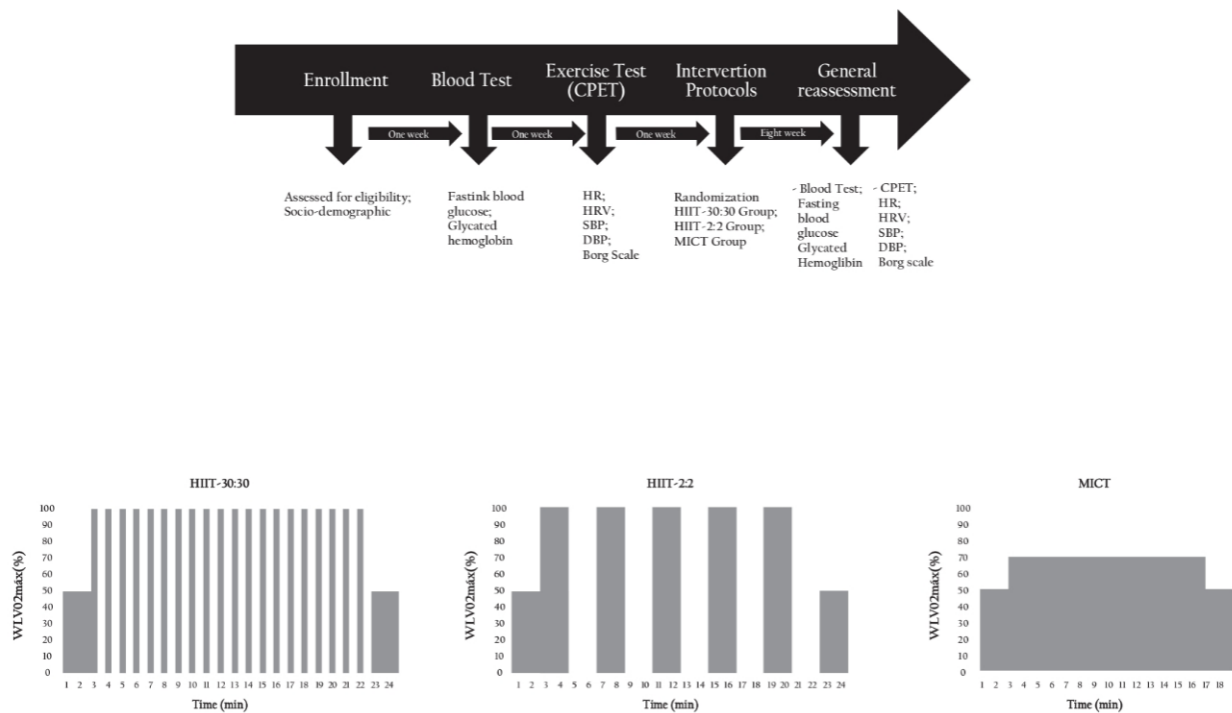 Enrollment
Blood Test
Exercise Test
(CPET)
Intervertion
Protocols
General
reassessment
One week
One week
One week
Eight week
Assessed for eligibility;
Socio-demographic
Fastink blood
glucose;
Glycated
hemoglobin
HR;
HRV;
SBP;
DBP;
Borg Scale
Randomization
HIIT-30:30 Group;
HIIT-2:2 Group;
MICT Group
- Blood Test;
Fasting
blood
glucose
Glycated
Hemoglibin
- CPET;
HR;
HRV;
SBP;
DBP;
Borg scale
HIIT-30:30
WLV02máx(%)
100
90
80
70
60
50
40
30
20
10
0
1 2 3 4 5 6 7 8 9 10 11 12 13 14 15 16 17 18 19 20 21 22 23 24
Time (min)
HIIT-2:2
WLV02máx(%)
100
90
80
70
60
50
40
30
20
10
0
1 2 3 4 5 6 7 8 9 10 11 12 13 14 15 16 17 18 19 20 21 22 23 24
Time (min)
MICT
WLV02máx(%)
100
90
80
70
60
50
40
30
20
10
0
1 2 3 4 5 6 7 8 9 10 11 12 13 14 15 16 17 18
Time (min)